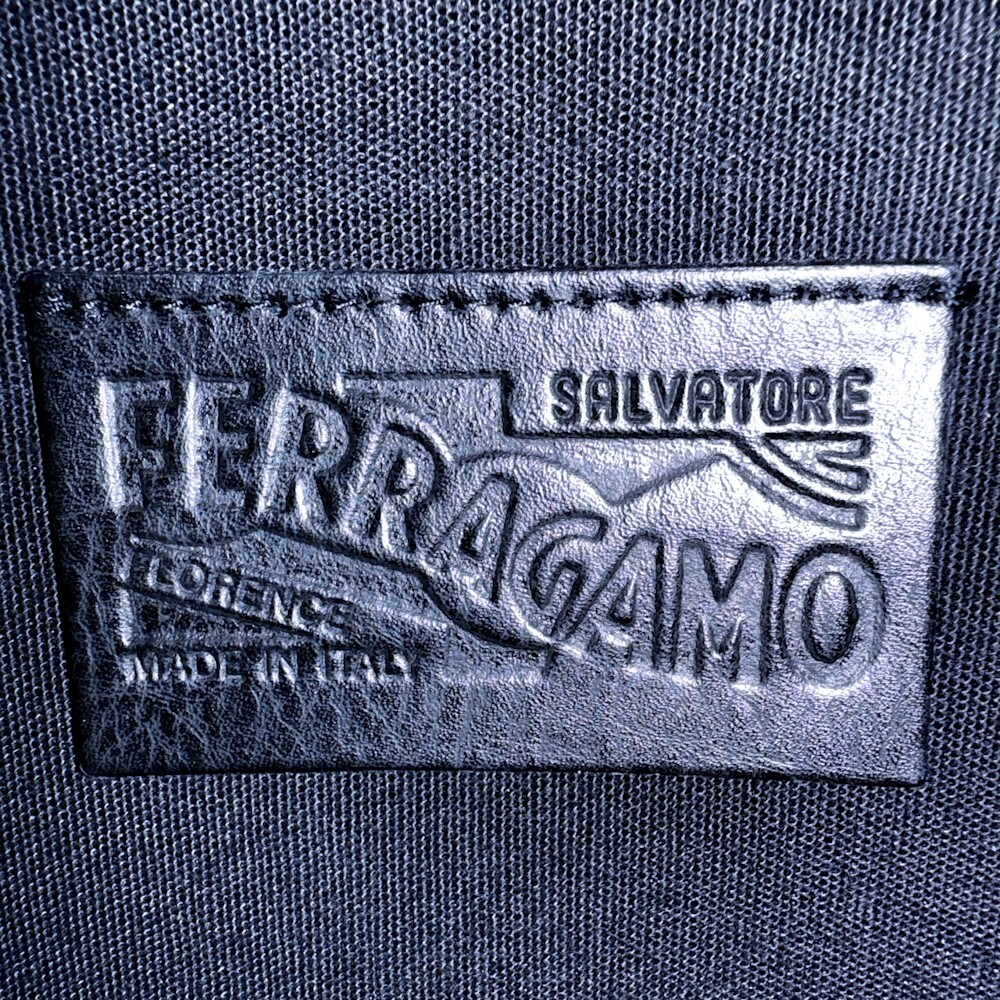 SALVATORE
FERRAGAMO
FLORENCE
MADE IN ITALY